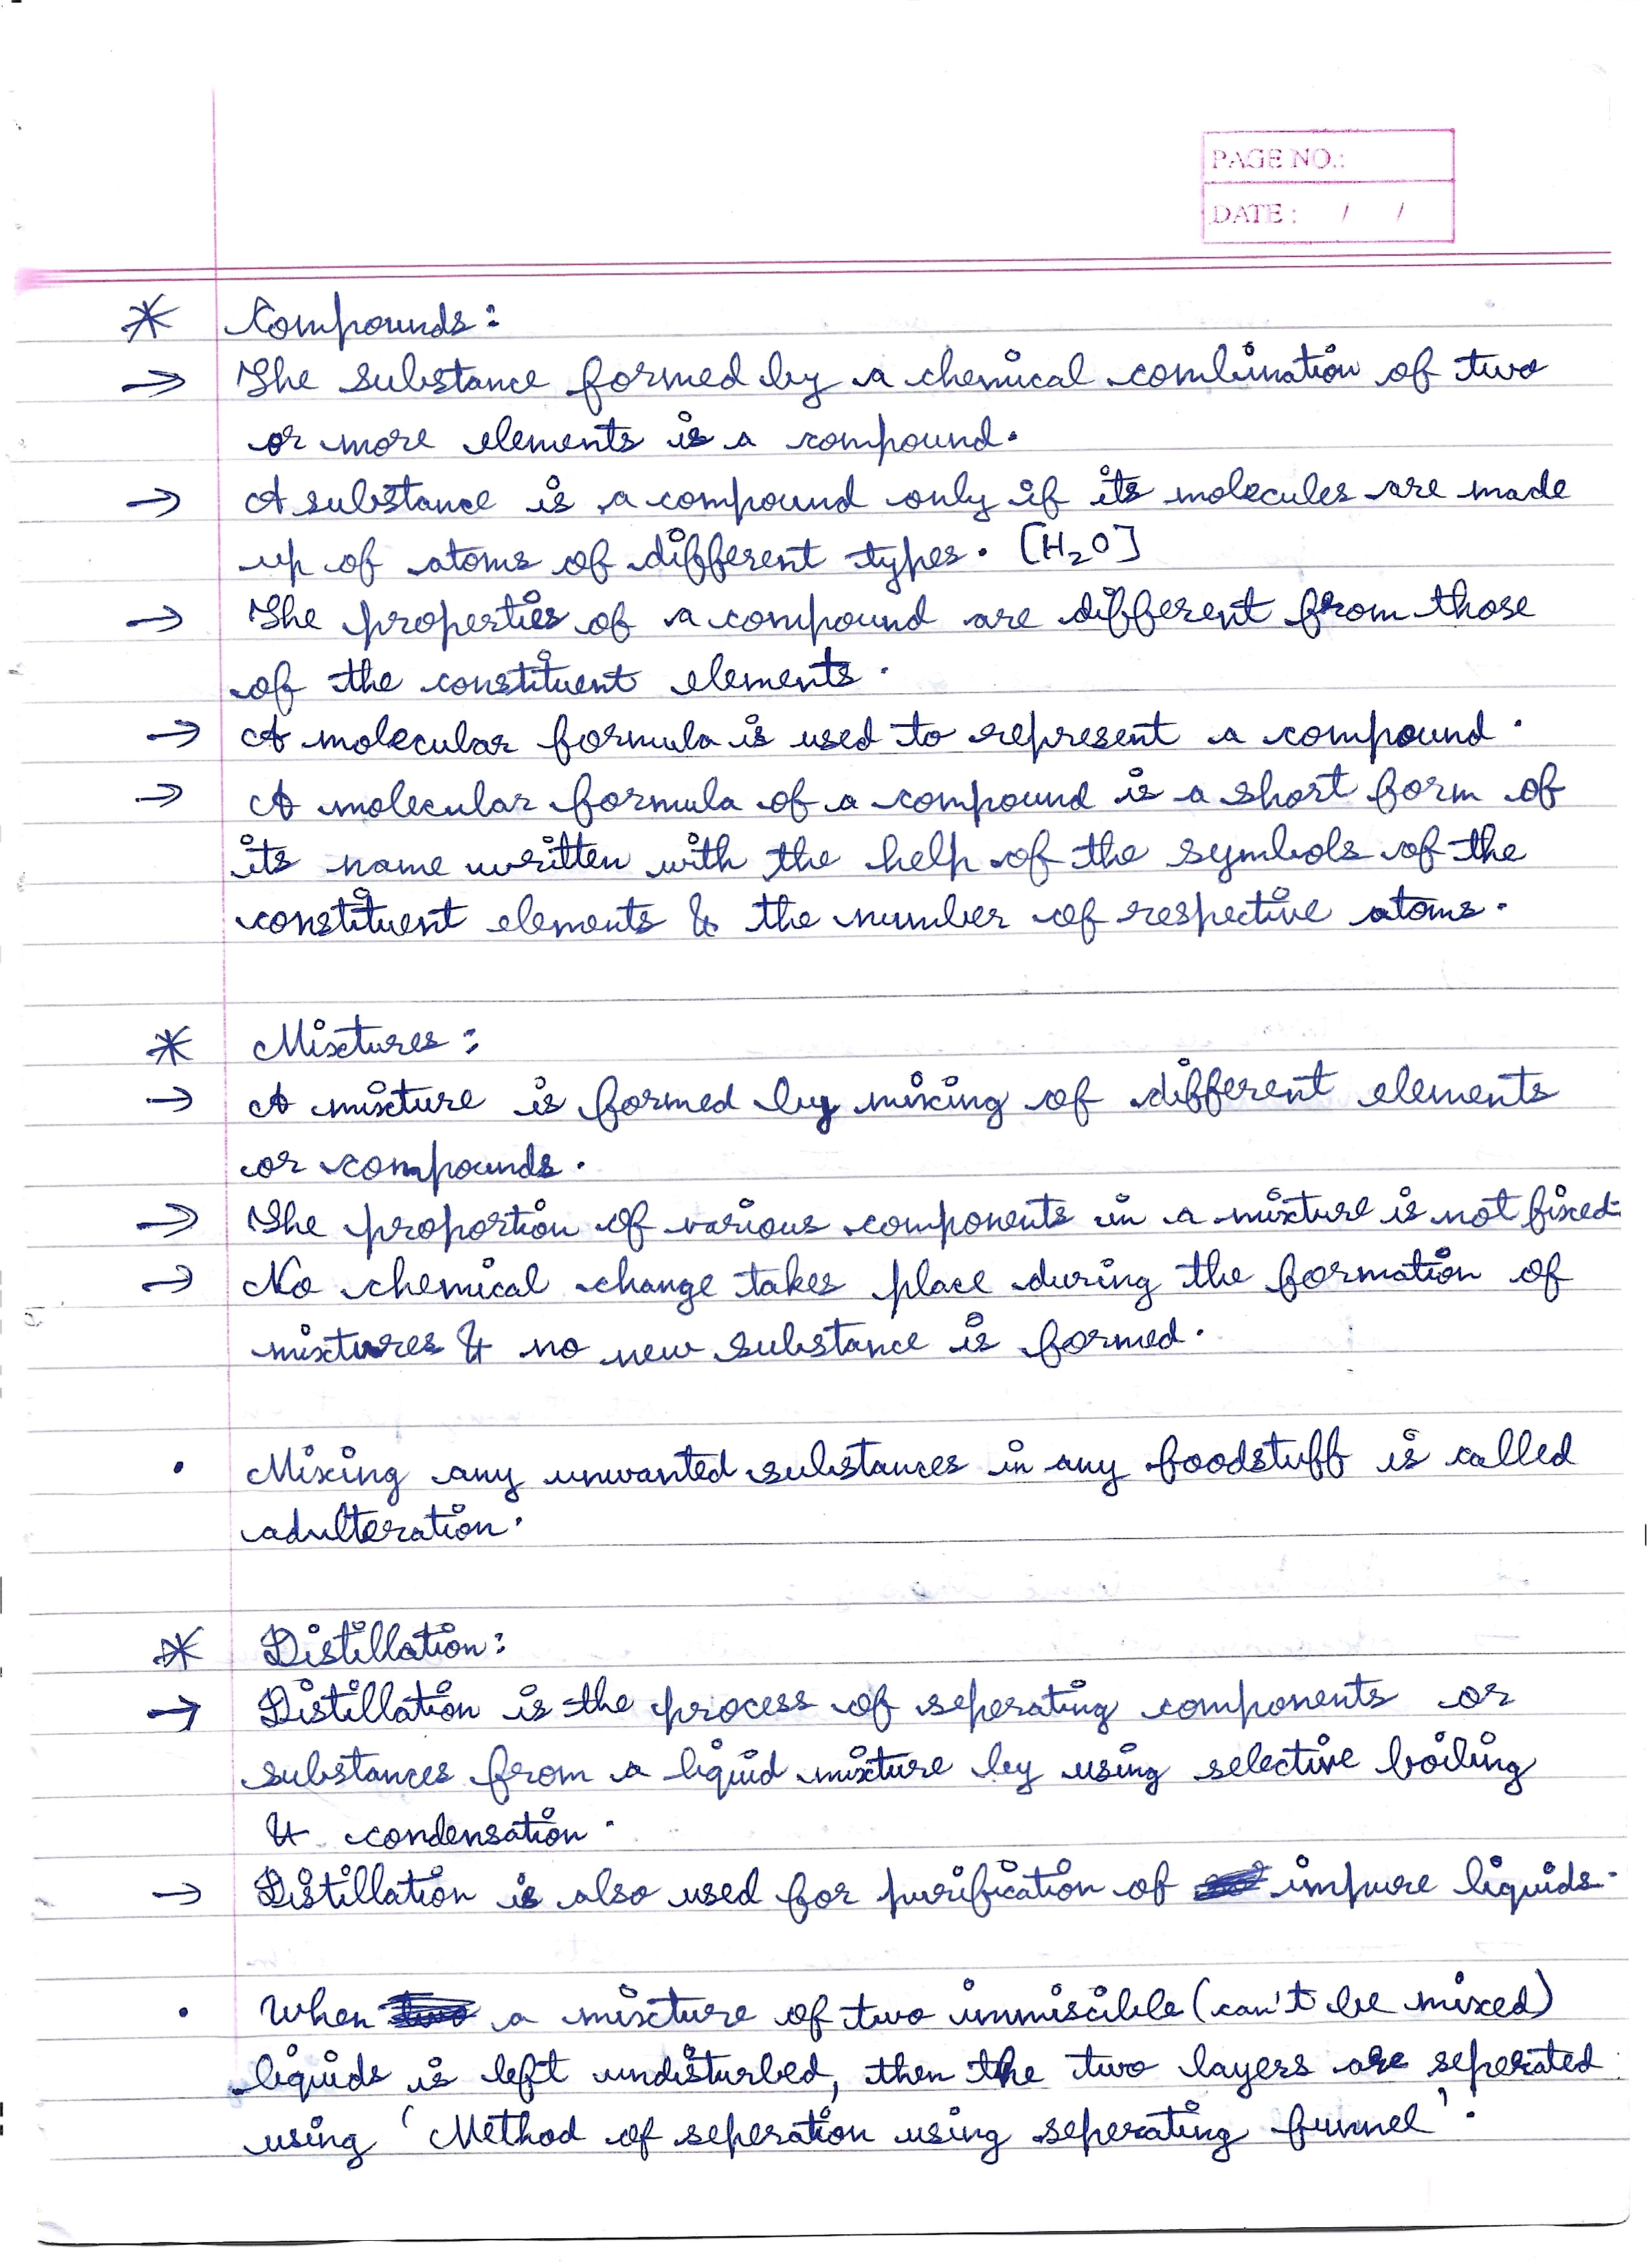 PAGE NO.:
DATE : / /
* Compounds :
→ The substance formed by a chemical combination of two
or more elements is a compound.
→ A substance is a compound only if its molecules are made
up of atoms of different types. [H₂O]
→ The properties of a compound are different from those
of the constituent elements.
→ A molecular formula is used to represent a compound.
→ A molecular formula of a compound is a short form of
its name written with the help of the symbols of the
constituent elements & the number of respective atoms.
* Mixtures :
→ A mixture is formed by mixing of different elements
or compounds.
→ The proportion of various components in a mixture is not fixed.
→ No chemical change takes place during the formation of
mixtures & no new substance is formed.
• Mixing any unwanted substances in any foodstuff is called
adulteration.
* Distillation :
→ Distillation is the process of seperating components or
substances from a liquid mixture by using selective boiling
& condensation.
→ Distillation is also used for purification of impure liquids.
• When a mixture of two immiscible (can't be mixed)
liquids is left undisturbed, then the two layers are seperated
using 'Method of seperation using seperating funnel'.